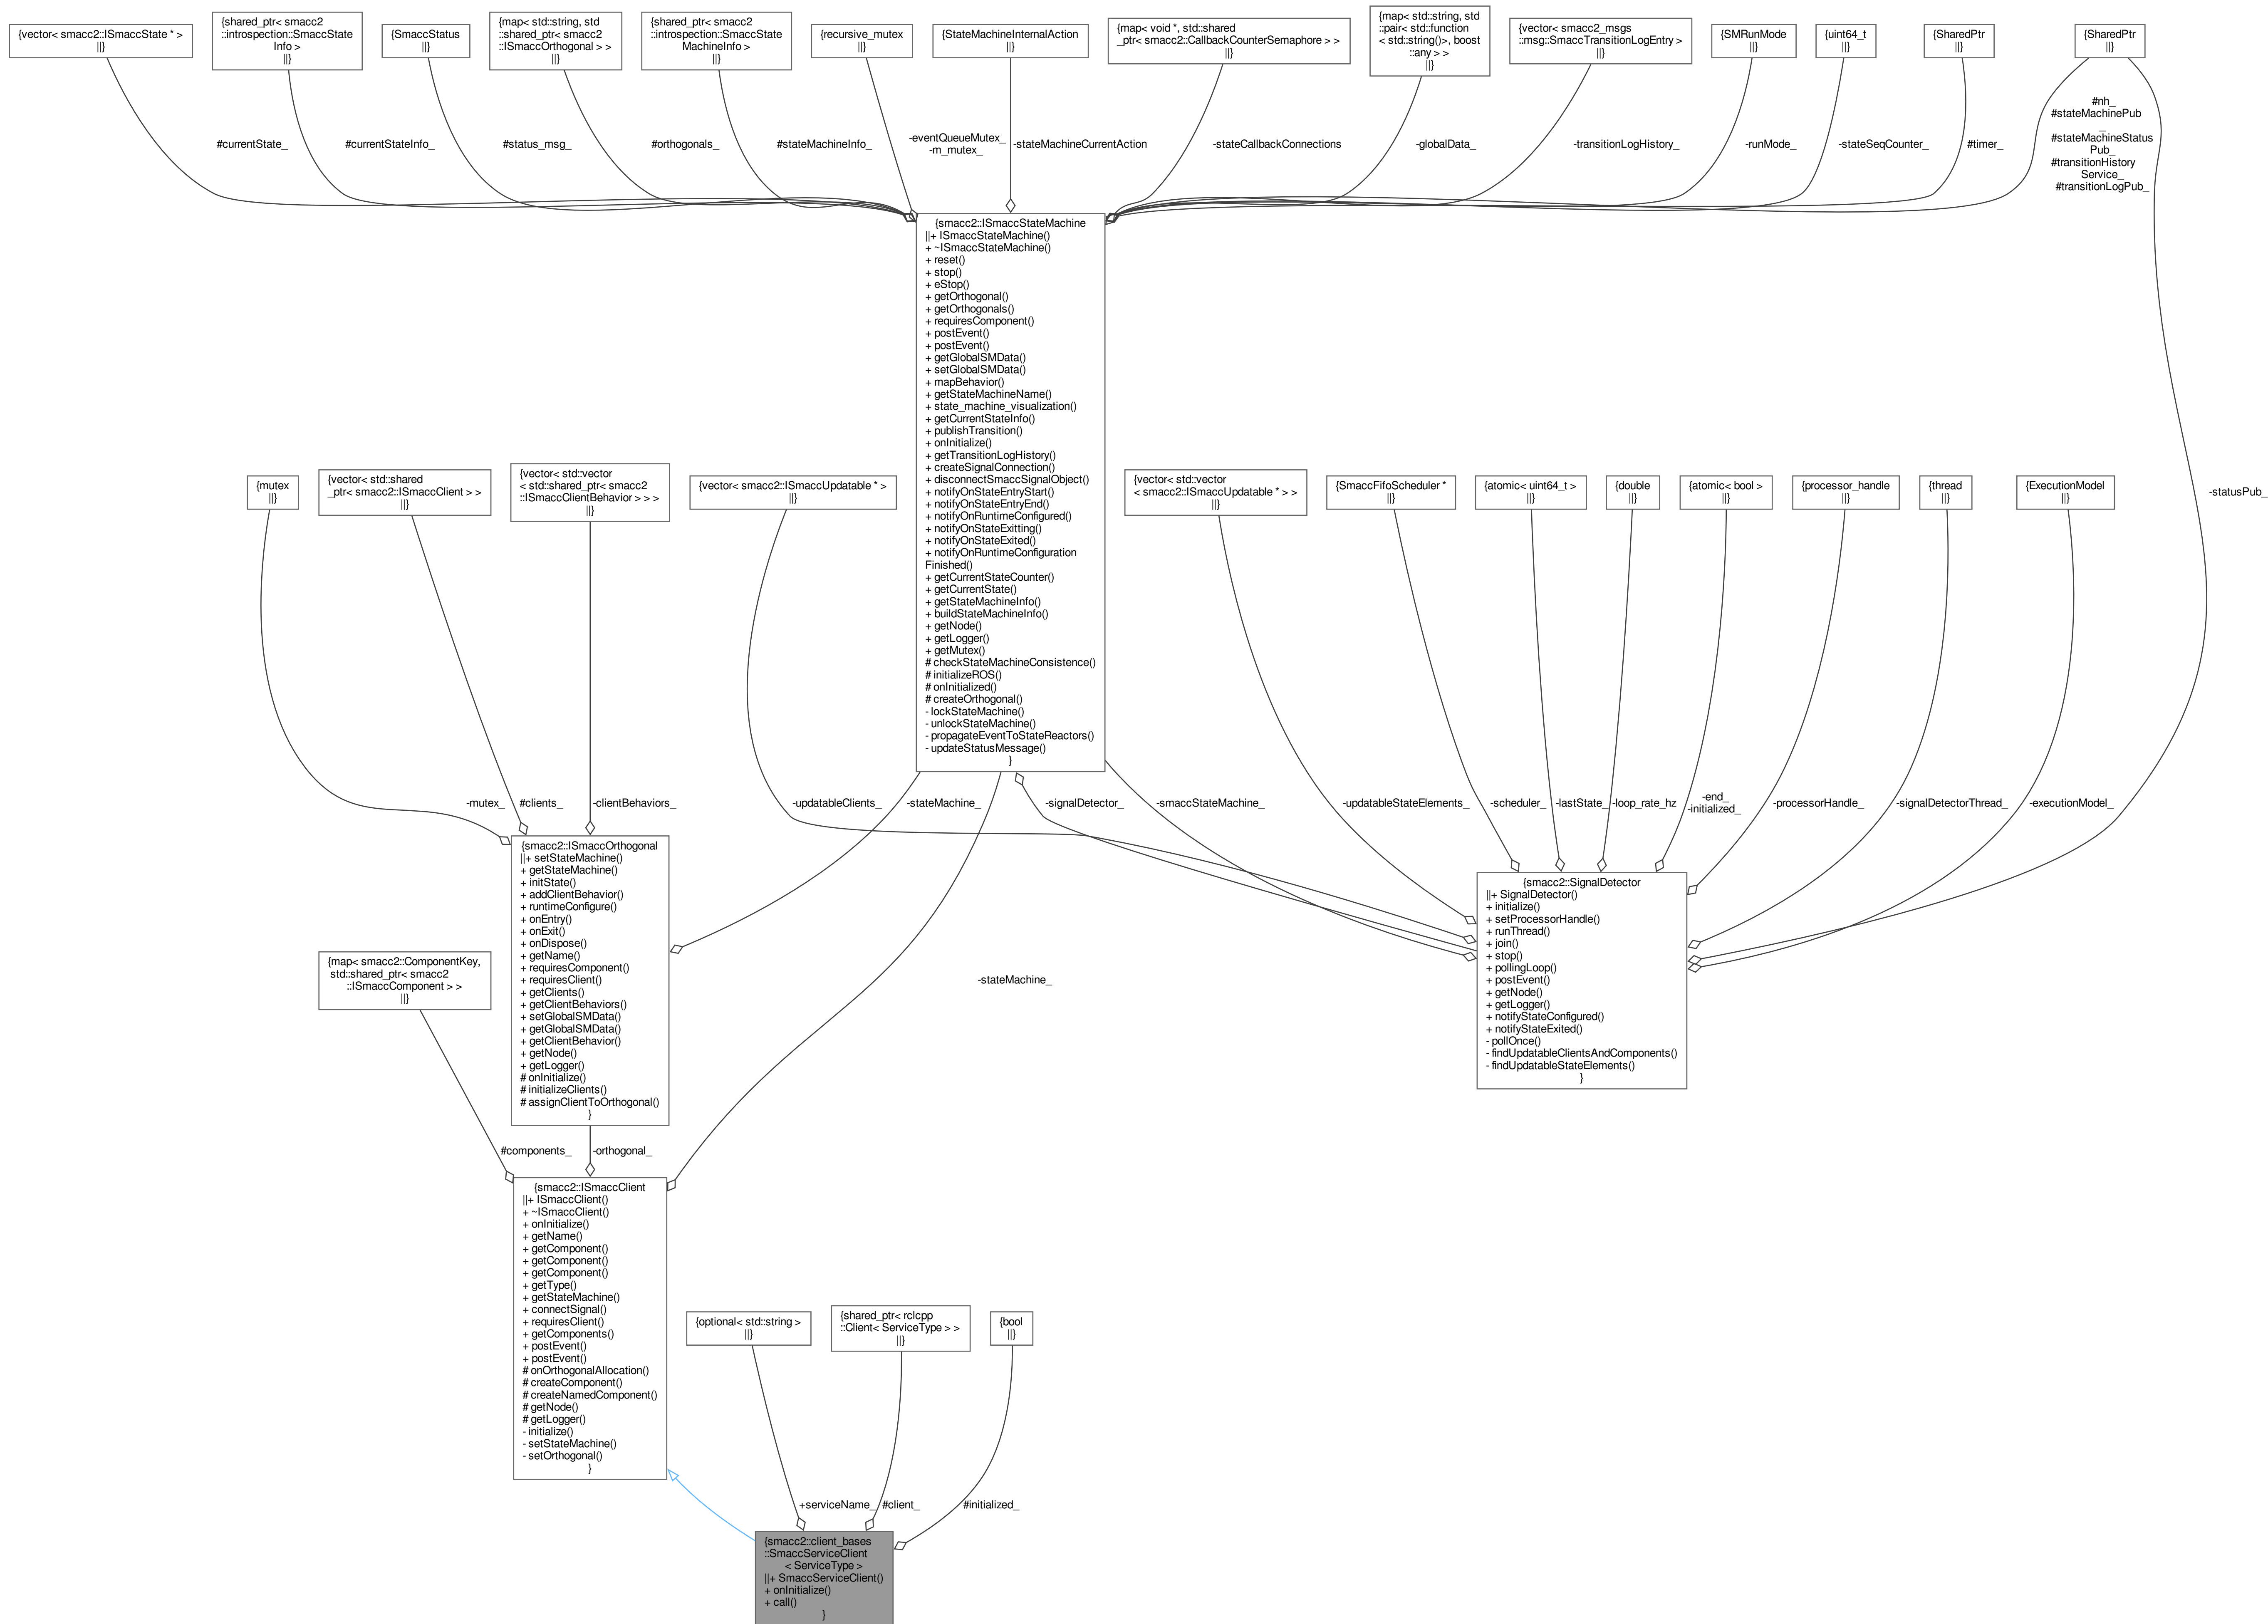 {vector< smacc2::ISmaccState * >
||}
{shared_ptr< smacc2
::introspection::SmaccState
Info >
||}
{SmaccStatus
||}
{map< std::string, std
::shared_ptr< smacc2
::ISmaccOrthogonal > >
||}
{shared_ptr< smacc2
::introspection::SmaccState
MachineInfo >
||}
{recursive_mutex
||}
{StateMachineInternalAction
||}
{map< void *, std::shared
_ptr< smacc2::CallbackCounterSemaphore > >
||}
{map< std::string, std
::pair< std::function
< std::string()>, boost
::any > >
||}
{vector< smacc2_msgs
::msg::SmaccTransitionLogEntry >
||}
{SMRunMode
||}
{uint64_t
||}
{SharedPtr
||}
{SharedPtr
||}
#currentState_
#currentStateInfo_
#status_msg_
#orthogonals_
#stateMachineInfo_
-eventQueueMutex_
-m_mutex_
-stateMachineCurrentAction
-stateCallbackConnections
-globalData_
-transitionLogHistory_
-runMode_
-stateSeqCounter_
#timer_
#nh_
#stateMachinePub
_
#stateMachineStatus
Pub_
#transitionHistory
Service_
#transitionLogPub_
{smacc2::ISmaccStateMachine
||+ ISmaccStateMachine()
+ ~ISmaccStateMachine()
+ reset()
+ stop()
+ eStop()
+ getOrthogonal()
+ getOrthogonals()
+ requiresComponent()
+ postEvent()
+ postEvent()
+ getGlobalSMData()
+ setGlobalSMData()
+ mapBehavior()
+ getStateMachineName()
+ state_machine_visualization()
+ getCurrentStateInfo()
+ publishTransition()
+ onInitialize()
+ getTransitionLogHistory()
+ createSignalConnection()
+ disconnectSmaccSignalObject()
+ notifyOnStateEntryStart()
+ notifyOnStateEntryEnd()
+ notifyOnRuntimeConfigured()
+ notifyOnStateExitting()
+ notifyOnStateExited()
+ notifyOnRuntimeConfiguration
Finished()
+ getCurrentStateCounter()
+ getCurrentState()
+ getStateMachineInfo()
+ buildStateMachineInfo()
+ getNode()
+ getLogger()
+ getMutex()
# checkStateMachineConsistence()
# initializeROS()
# onInitialized()
# createOrthogonal()
- lockStateMachine()
- unlockStateMachine()
- propagateEventToStateReactors()
- updateStatusMessage()
}
{mutex
||}
{vector< std::shared
_ptr< smacc2::ISmaccClient > >
||}
{vector< std::vector
< std::shared_ptr< smacc2
::ISmaccClientBehavior > > >
||}
{vector< smacc2::ISmaccUpdatable * >
||}
{vector< std::vector
< smacc2::ISmaccUpdatable * > >
||}
{SmaccFifoScheduler *
||}
{atomic< uint64_t >
||}
{double
||}
{atomic< bool >
||}
{processor_handle
||}
{thread
||}
{ExecutionModel
||}
-statusPub_
-mutex_
#clients_
-clientBehaviors_
-updatableClients_
-stateMachine_
-signalDetector_
-smaccStateMachine_
-updatableStateElements_
-scheduler_
-lastState_
-loop_rate_hz
-end_
-initialized_
-processorHandle_
-signalDetectorThread_
-executionModel_
{smacc2::ISmaccOrthogonal
||+ setStateMachine()
+ getStateMachine()
+ initState()
+ addClientBehavior()
+ runtimeConfigure()
+ onEntry()
+ onExit()
+ onDispose()
+ getName()
+ requiresComponent()
+ requiresClient()
+ getClients()
+ getClientBehaviors()
+ setGlobalSMData()
+ getGlobalSMData()
+ getClientBehavior()
+ getNode()
+ getLogger()
# onInitialize()
# initializeClients()
# assignClientToOrthogonal()
}
{smacc2::SignalDetector
||+ SignalDetector()
+ initialize()
+ setProcessorHandle()
+ runThread()
+ join()
+ stop()
+ pollingLoop()
+ postEvent()
+ getNode()
+ getLogger()
+ notifyStateConfigured()
+ notifyStateExited()
- pollOnce()
- findUpdatableClientsAndComponents()
- findUpdatableStateElements()
}
{map< smacc2::ComponentKey,
std::shared_ptr< smacc2
::ISmaccComponent > >
||}
-stateMachine_
#components_
-orthogonal_
{smacc2::ISmaccClient
||+ ISmaccClient()
+ ~ISmaccClient()
+ onInitialize()
+ getName()
+ getComponent()
+ getComponent()
+ getComponent()
+ getType()
+ getStateMachine()
+ connectSignal()
+ requiresClient()
+ getComponents()
+ postEvent()
+ postEvent()
# onOrthogonalAllocation()
# createComponent()
# createNamedComponent()
# getNode()
# getLogger()
- initialize()
- setStateMachine()
- setOrthogonal()
}
{optional< std::string >
||}
{shared_ptr< rclcpp
::Client< ServiceType > >
||}
{bool
||}
+serviceName_
#client_
#initialized_
{smacc2::client_bases
::SmaccServiceClient
< ServiceType >
||+ SmaccServiceClient()
+ onInitialize()
+ call()
}